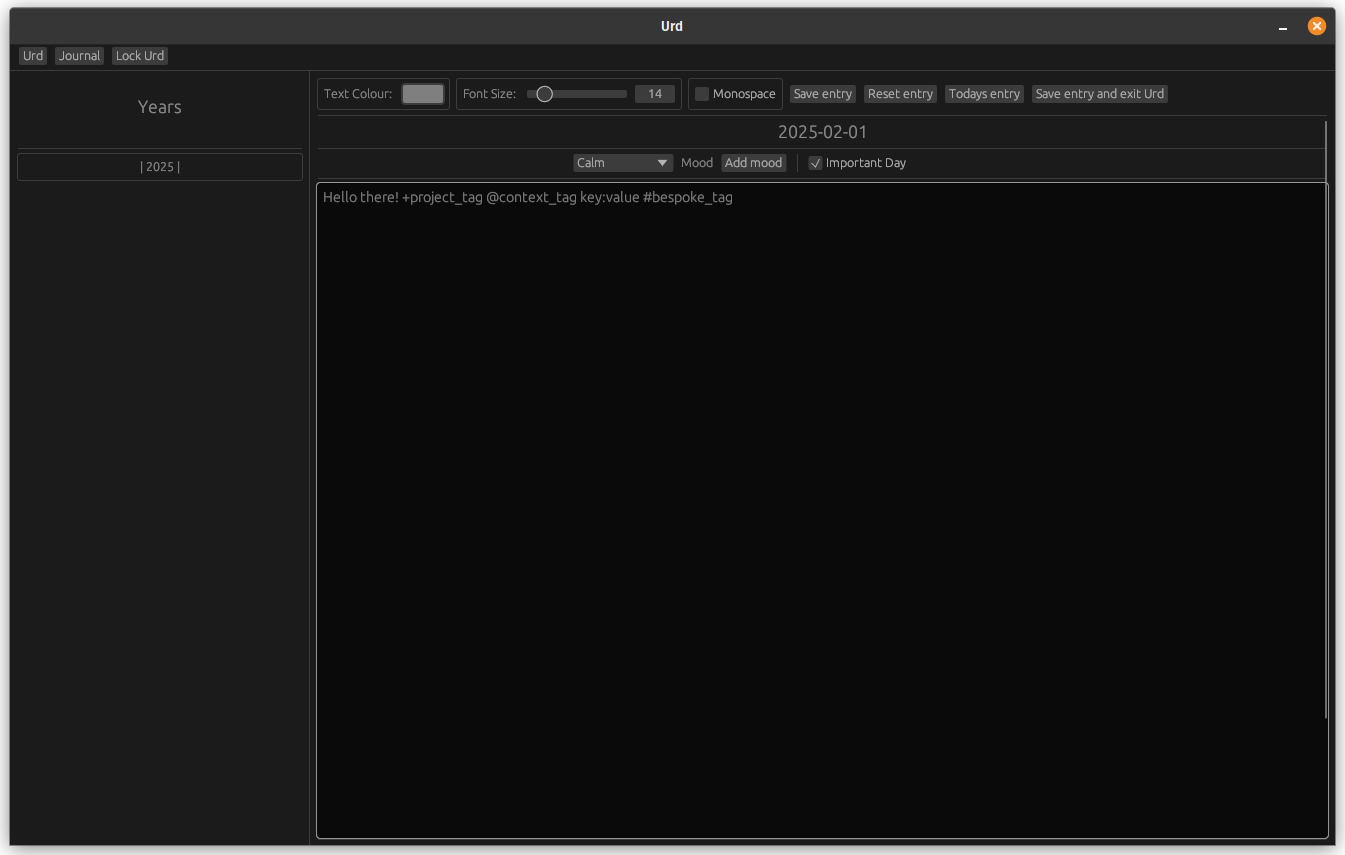 Urd
Urd Journal Lock Urd
Years
| 2025 |
Text Colour: Font Size: 14 Monospace Save entry Reset entry Todays entry Save entry and exit Urd
2025-02-01
Calm Mood Add mood Important Day
Hello there! +project_tag @context_tag key:value #bespoke_tag